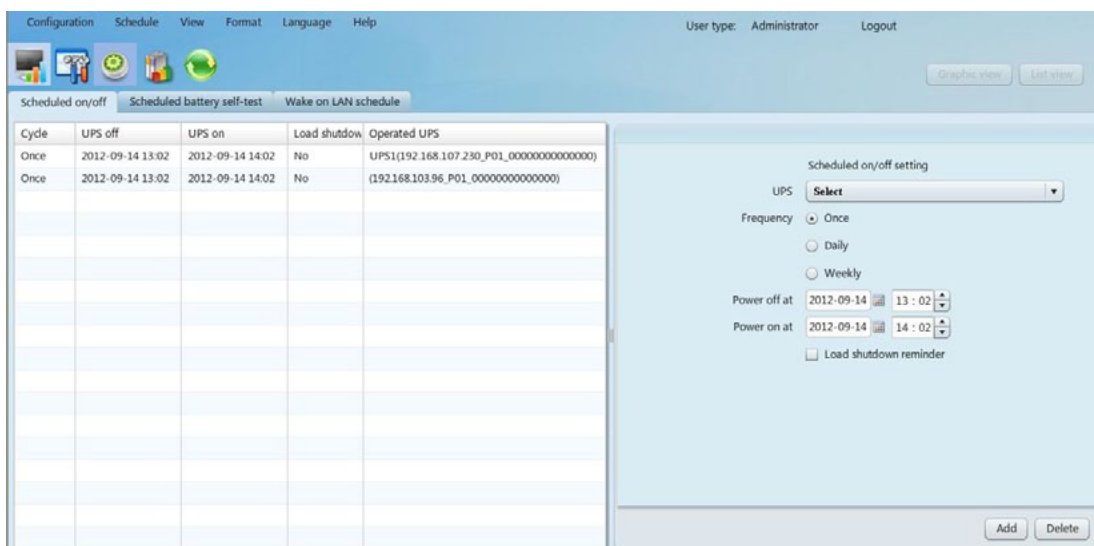 Configuration Schedule View Format Language Help User type: Administrator Logout
Graphic view List view
Scheduled on/off Scheduled battery self-test Wake on LAN schedule
Cycle UPS off UPS on Load shutdow Operated UPS
Once 2012-09-14 13:02 2012-09-14 14:02 No UPS1(192.168.107.230_P01_00000000000000)
Once 2012-09-14 13:02 2012-09-14 14:02 No (192.168.103.96_P01_00000000000000)
Scheduled on/off setting
UPS Select
Frequency Once
Daily
Weekly
Power off at 2012-09-14 13 : 02
Power on at 2012-09-14 14 : 02
Load shutdown reminder
Add Delete